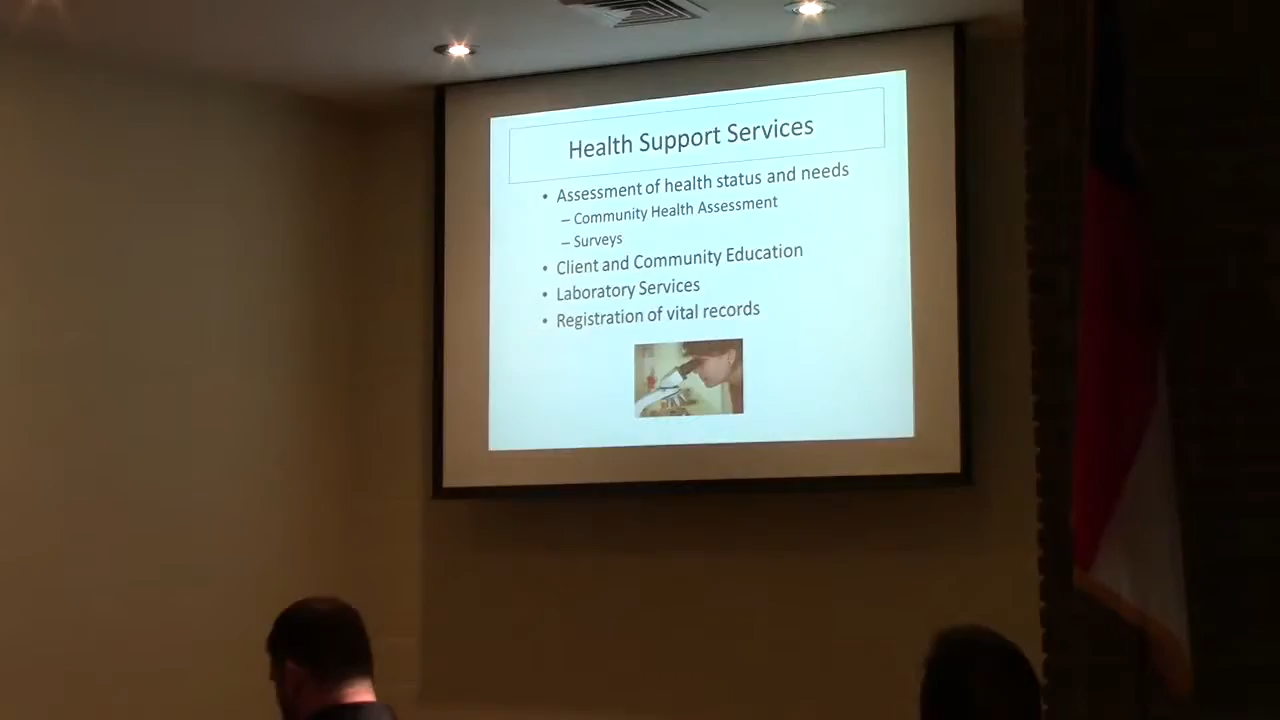 Health Support Services
• Assessment of health status and needs
– Community Health Assessment
– Surveys
• Client and Community Education
• Laboratory Services
• Registration of vital records